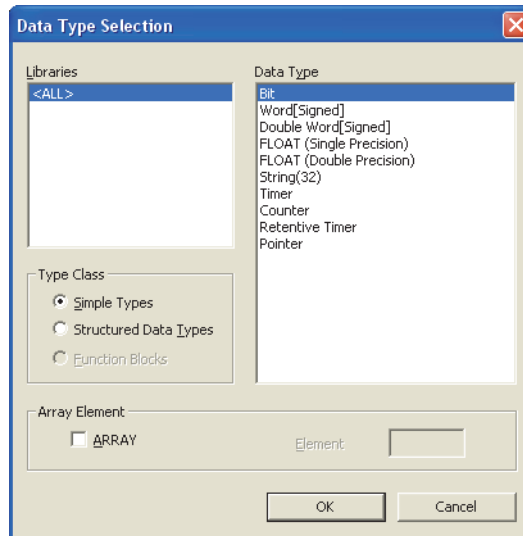 Data Type Selection
Libraries
<ALL>
Data Type
Bit
Word[Signed]
Double Word[Signed]
FLOAT (Single Precision)
FLOAT (Double Precision)
String(32)
Timer
Counter
Retentive Timer
Pointer
Type Class
Simple Types
Structured Data Types
Function Blocks
Array Element
ARRAY
Element
OK
Cancel